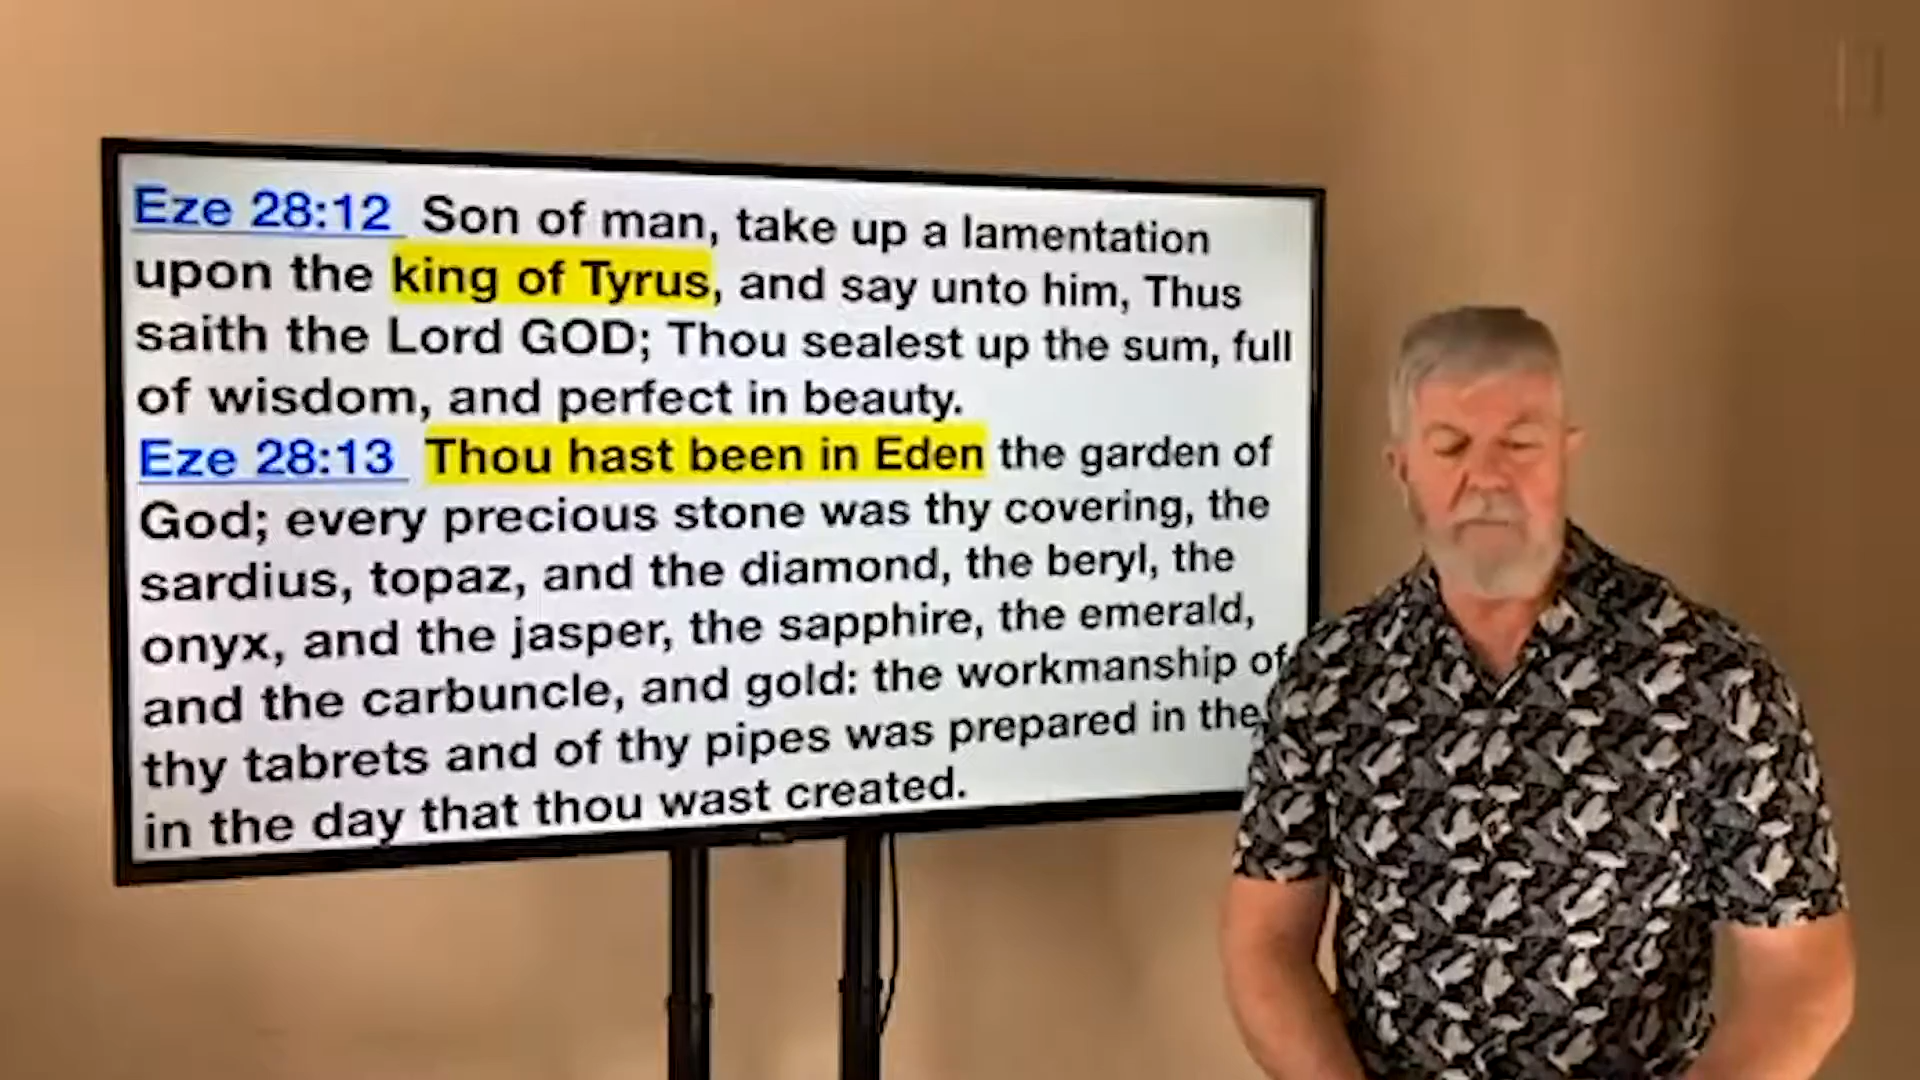 Eze 28:12 Son of man, take up a lamentation
upon the king of Tyrus, and say unto him, Thus
saith the Lord GOD; Thou sealest up the sum, full
of wisdom, and perfect in beauty.
Eze 28:13 Thou hast been in Eden the garden of
God; every precious stone was thy covering, the
sardius, topaz, and the diamond, the beryl, the
onyx, and the jasper, the sapphire, the emerald,
and the carbuncle, and gold: the workmanship of
thy tabrets and of thy pipes was prepared in the
in the day that thou wast created.